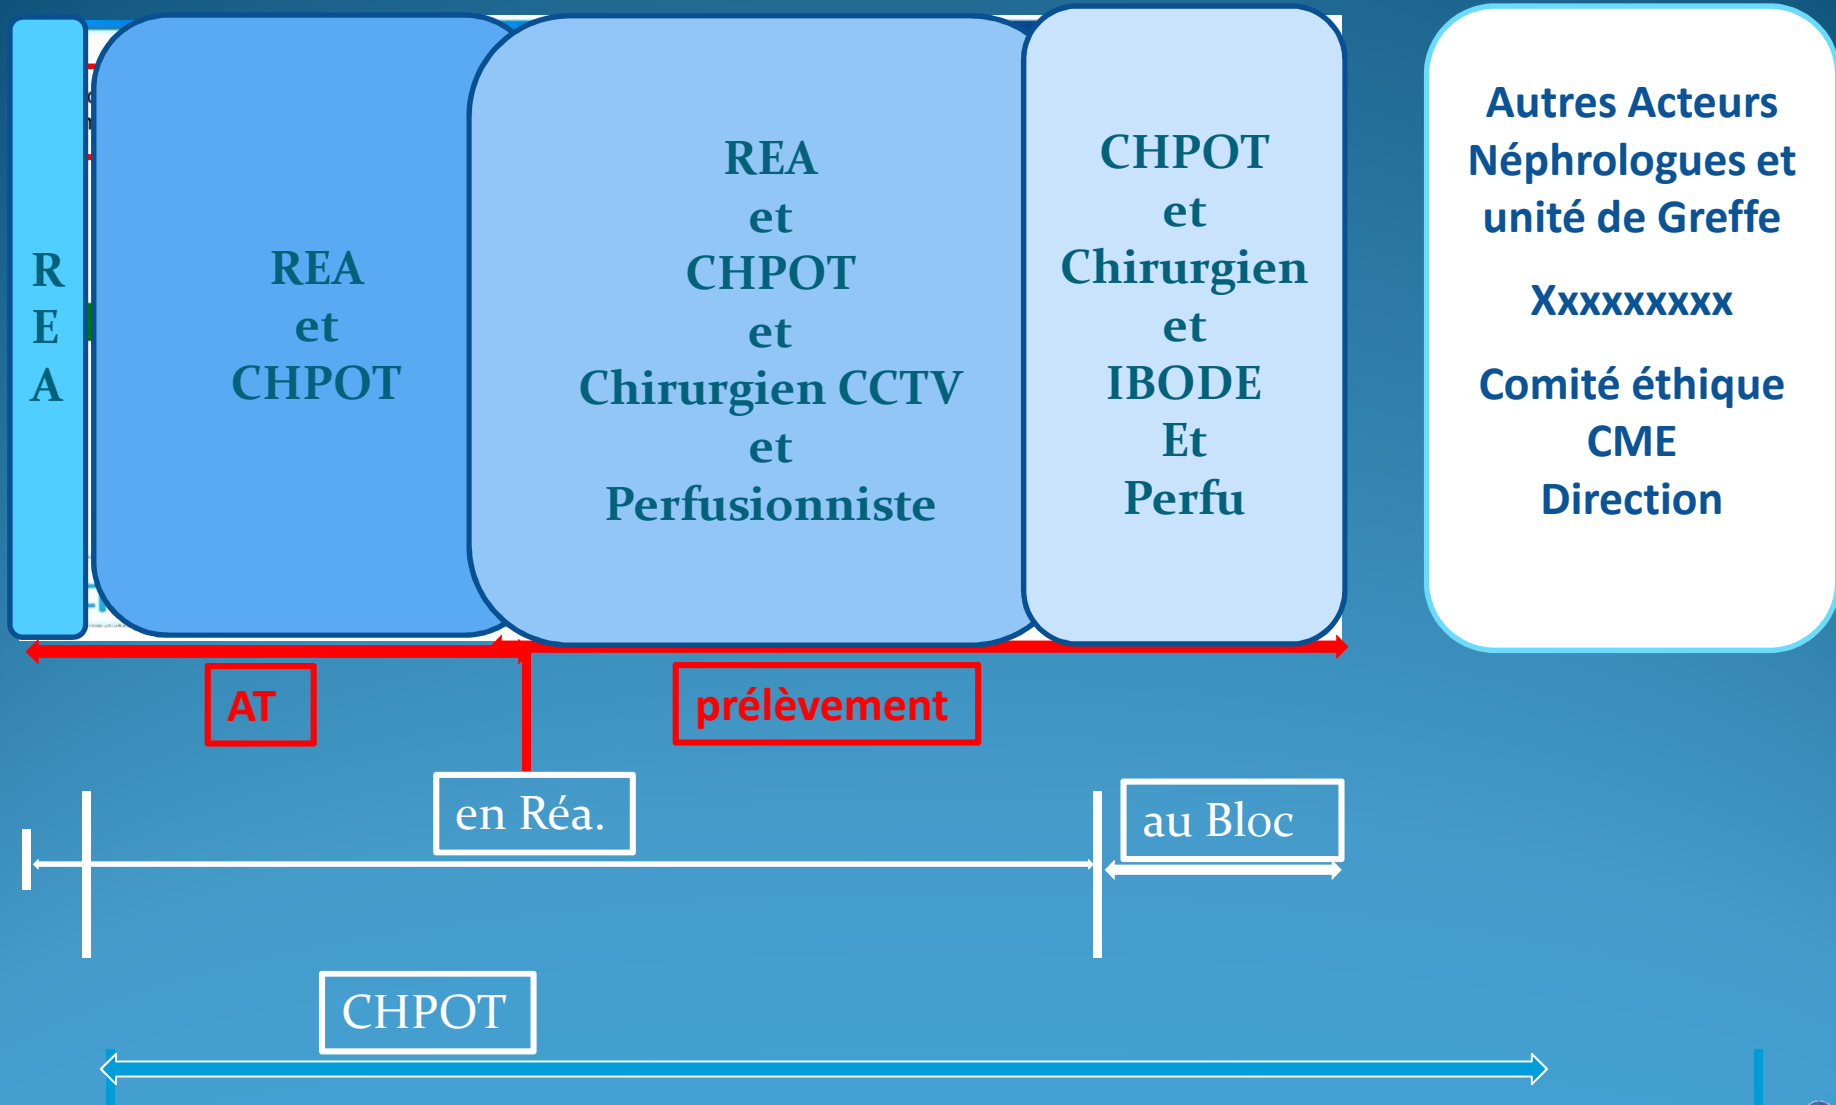 R
E
A
REA
et
CHPOT
REA
et
CHPOT
et
Chirurgien CCTV
et
Perfusionniste
CHPOT
et
Chirurgien
et
IBODE
Et
Perfu
Autres Acteurs
Néphrologues et
unité de Greffe
Xxxxxxxxx
Comité éthique
CME
Direction
AT
prélèvement
en Réa.
au Bloc
CHPOT